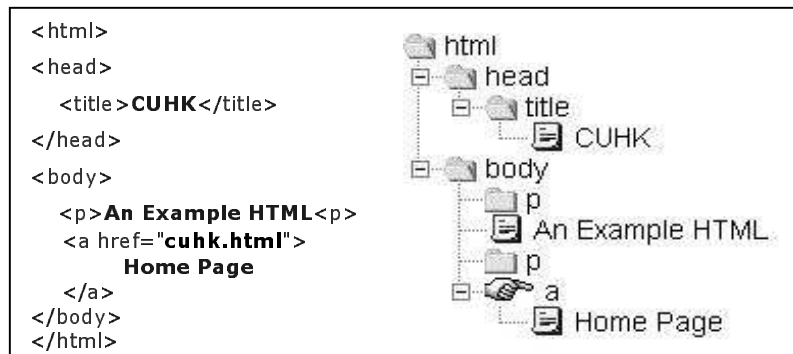 <html>
<head>
<title>CUHK</title>
</head>
<body>
<p>An Example HTML<p>
<a href="cuhk.html">
Home Page
</a>
</body>
</html>
html
head
title
CUHK
body
p
An Example HTML
p
a
Home Page